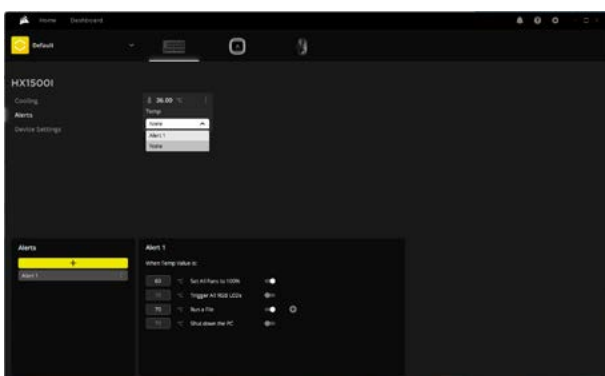 Home Dashboard
Default
HX1500I
Cooling
Alerts
Device Settings
36.00 °C
Temp
None
Alert 1
None
Alerts
+
Alert 1
Alert 1
When Temp Value is:
60 °C Set All Fans to 100%
°C Trigger All RGB LEDs
70 °C Run a File
°C Shut down the PC